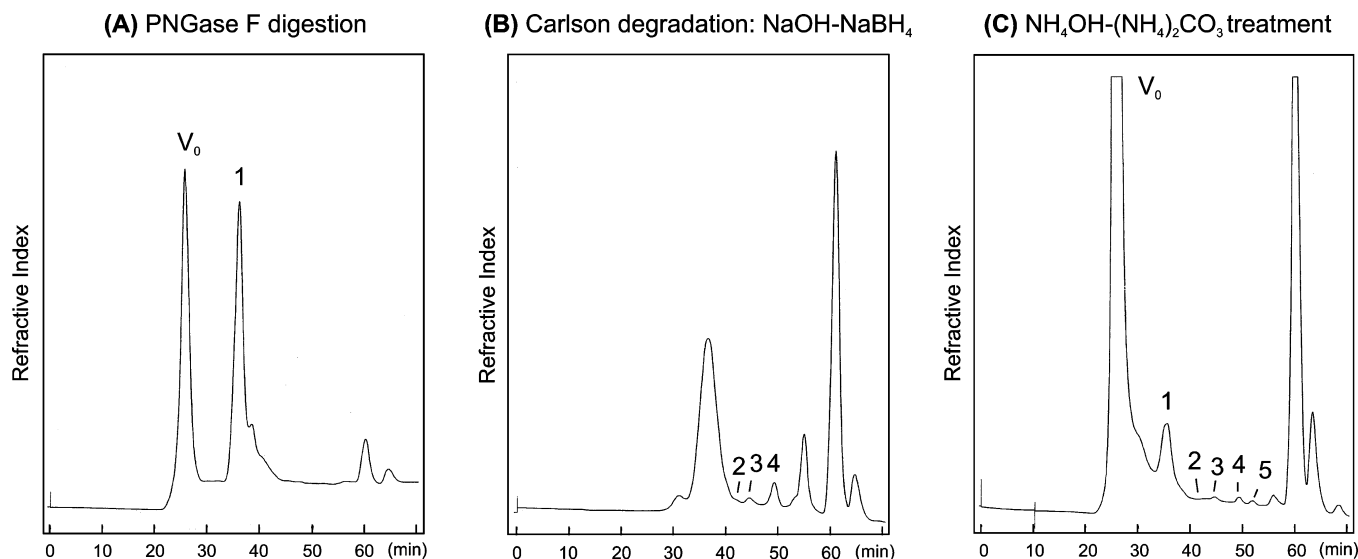 (A) PNGase F digestion
(B) Carlson degradation: NaOH-NaBH₄
(C) NH₄OH-(NH₄)₂CO₃ treatment
V₀
1
Refractive Index
0 10 20 30 40 50 60 (min)
2 3 4
Refractive Index
0 10 20 30 40 50 60 (min)
V₀
1
2 3 4 5
Refractive Index
0 10 20 30 40 50 60 (min)